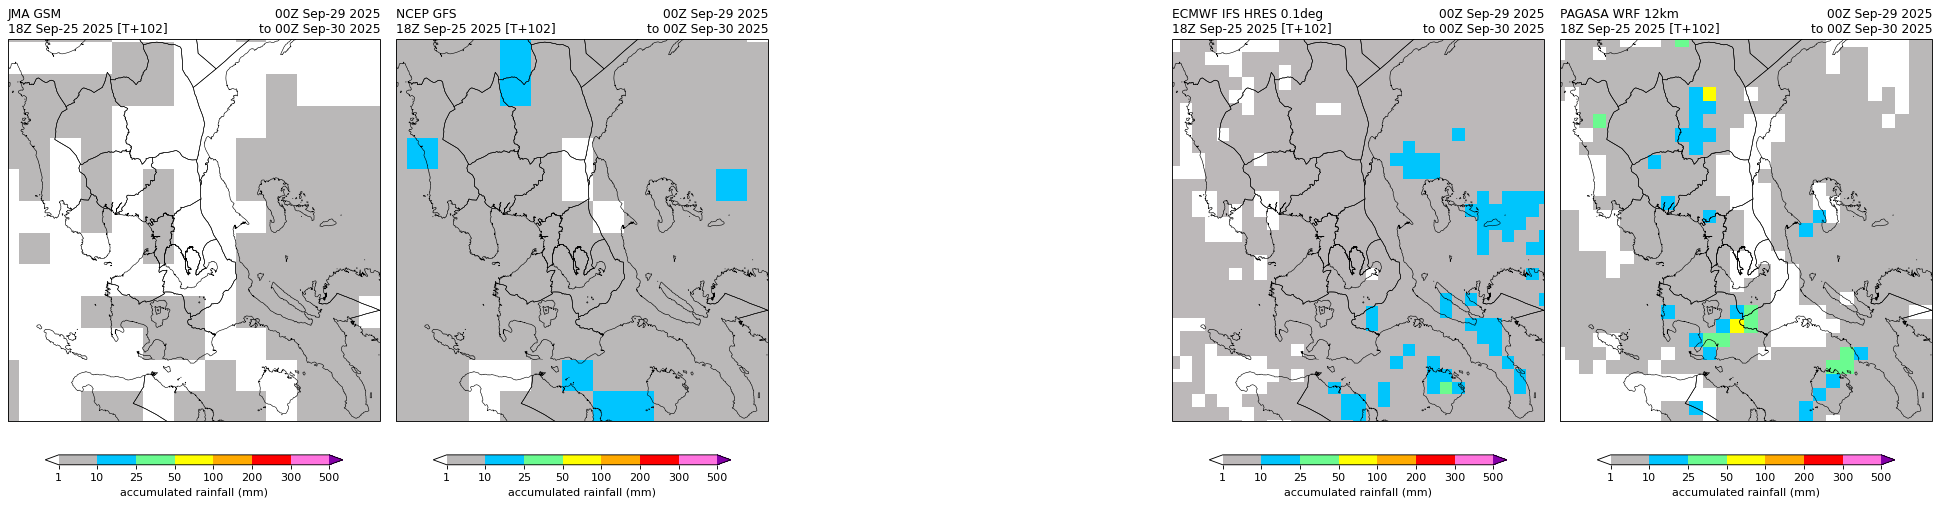 JMA GSM 00Z Sep-29 2025
18Z Sep-25 2025 [T+102] to 00Z Sep-30 2025
1 10 25 50 100 200 300 500
accumulated rainfall (mm)
NCEP GFS 00Z Sep-29 2025
18Z Sep-25 2025 [T+102] to 00Z Sep-30 2025
1 10 25 50 100 200 300 500
accumulated rainfall (mm)
ECMWF IFS HRES 0.1deg 00Z Sep-29 2025
18Z Sep-25 2025 [T+102] to 00Z Sep-30 2025
1 10 25 50 100 200 300 500
accumulated rainfall (mm)
PAGASA WRF 12km 00Z Sep-29 2025
18Z Sep-25 2025 [T+102] to 00Z Sep-30 2025
1 10 25 50 100 200 300 500
accumulated rainfall (mm)